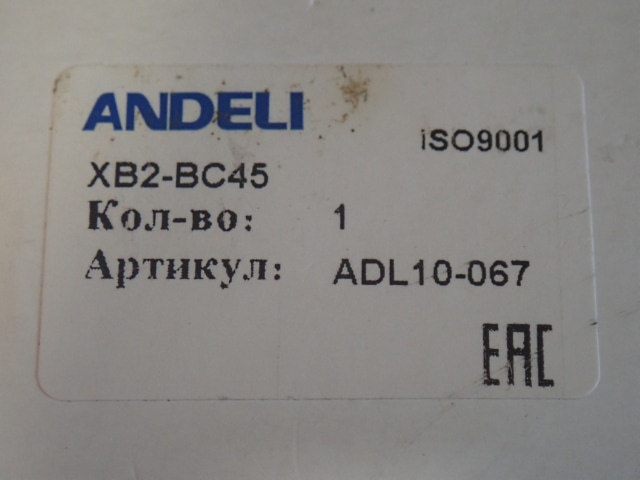 ANDELI
ISO9001
XB2-BC45
Кол-во: 1
Артикул: ADL10-067
EAC